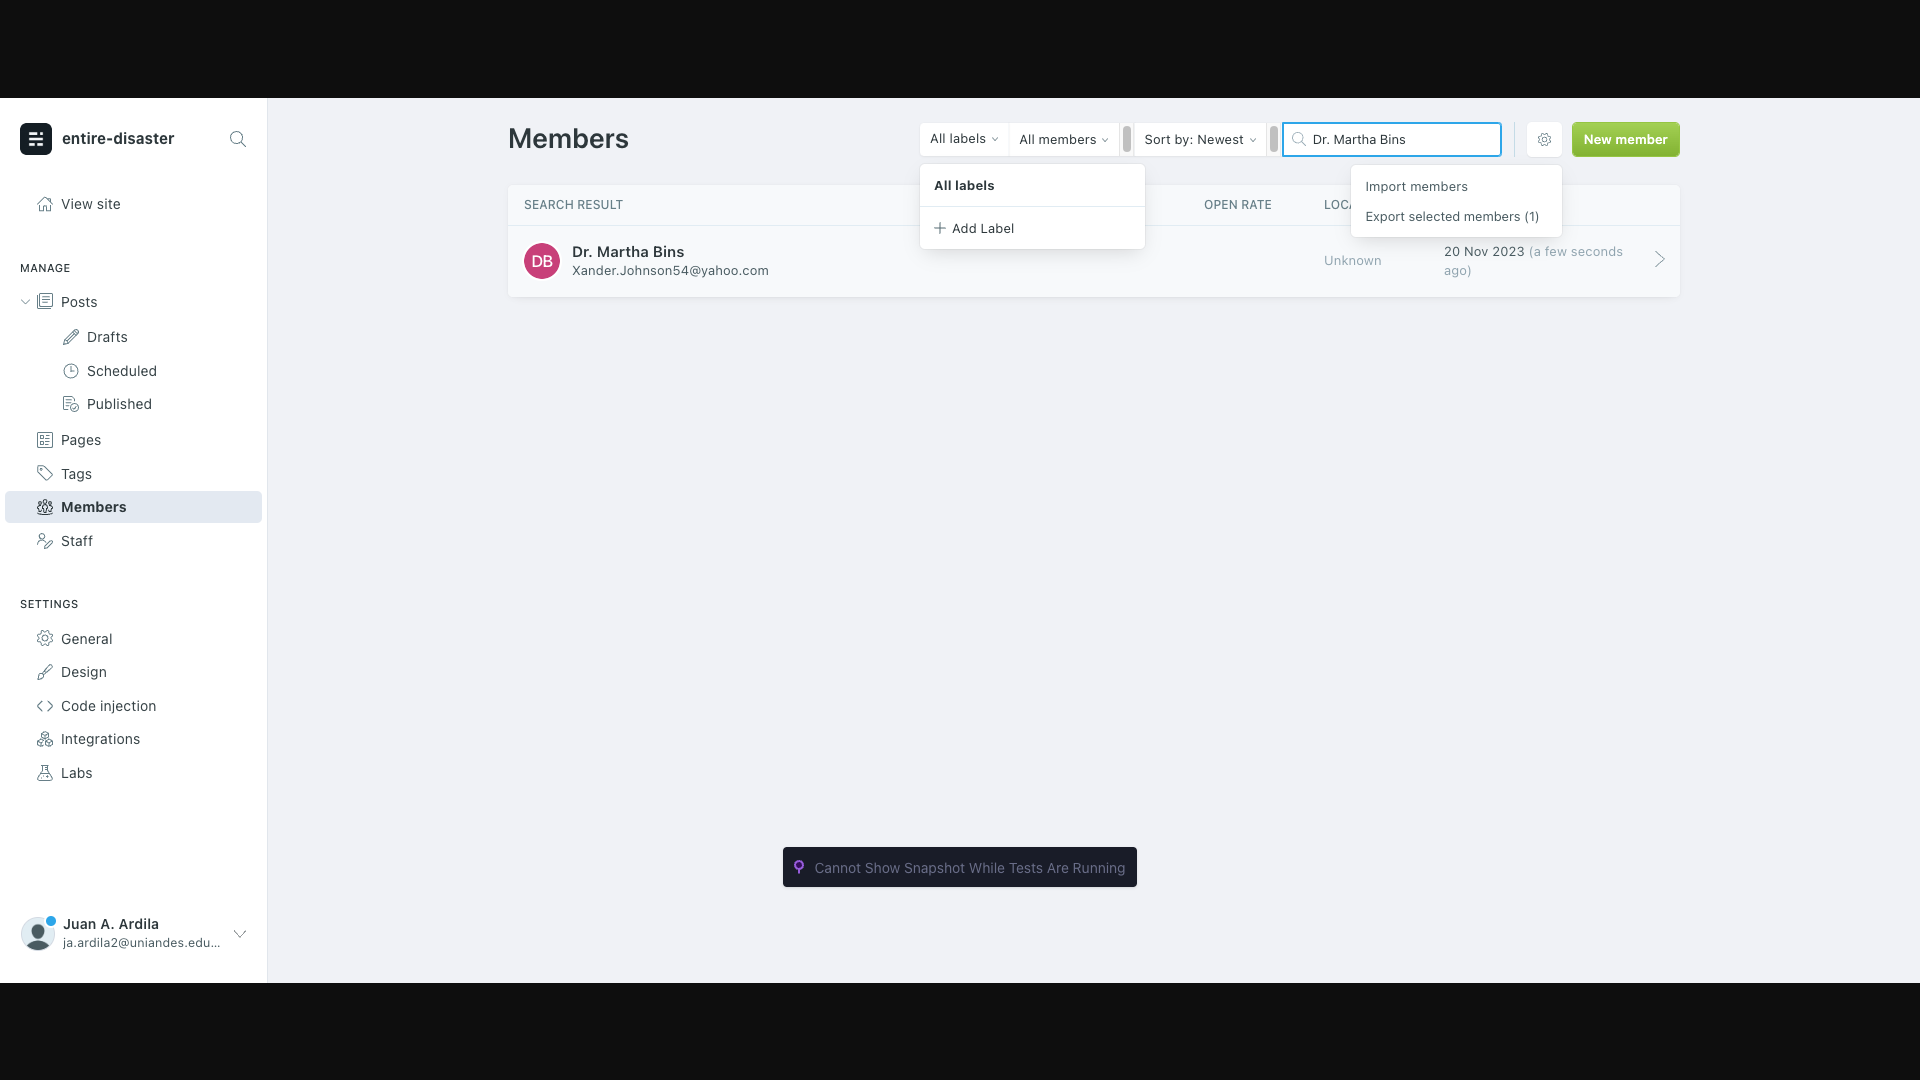 entire-disaster
View site
MANAGE
Posts
Drafts
Scheduled
Published
Pages
Tags
Members
Staff
SETTINGS
General
Design
Code injection
Integrations
Labs
Juan A. Ardila
ja.ardila2@uniandes.edu...
Members
All labels
All members
Sort by: Newest
Dr. Martha Bins
New member
All labels
Add Label
Import members
Export selected members (1)
SEARCH RESULT
OPEN RATE
LOCA
DB
Dr. Martha Bins
Xander.Johnson54@yahoo.com
Unknown
20 Nov 2023 (a few seconds
ago)
Cannot Show Snapshot While Tests Are Running